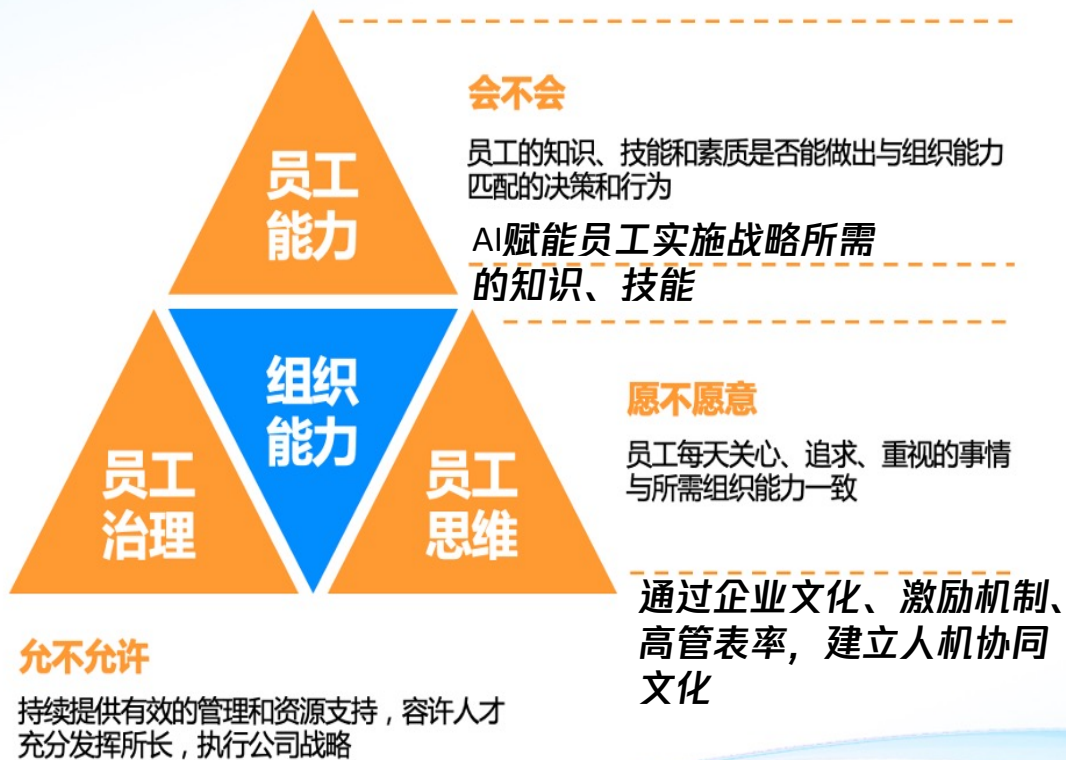 员工
能力
会不会
员工的知识、技能和素质是否能做出与组织能力
匹配的决策和行为
AI赋能员工实施战略所需
的知识、技能
组织
能力
员工
治理
员工
思维
愿不愿意
员工每天关心、追求、重视的事情
与所需组织能力一致
通过企业文化、激励机制、
高管表率，建立人机协同
文化
允不允许
持续提供有效的管理和资源支持，容许人才
充分发挥所长，执行公司战略